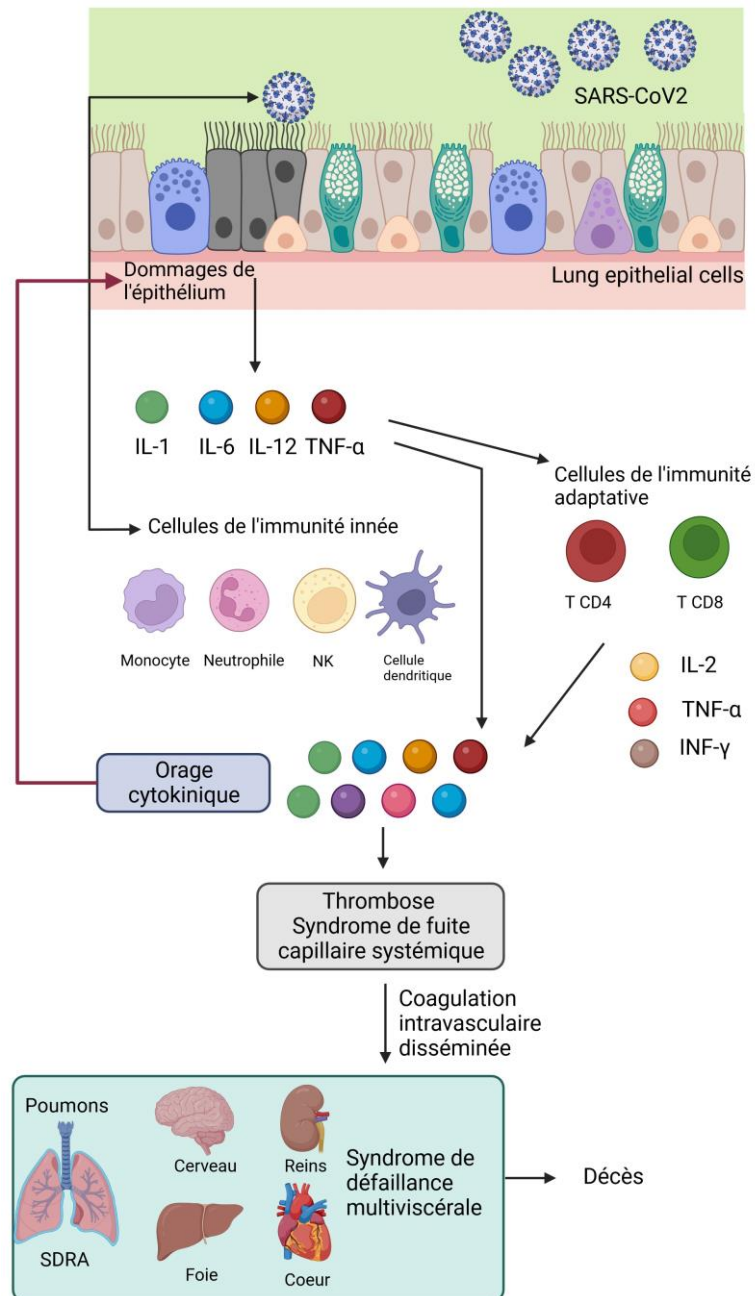 SARS-CoV2
Dommages de
l'épithélium
Lung epithelial cells
IL-1
IL-6
IL-12
TNF-α
Cellules de l'immunité
adaptative
Cellules de l'immunité innée
T CD4
T CD8
Monocyte
Neutrophile
NK
Cellule
dendritique
IL-2
TNF-α
INF-γ
Orage
cytokinique
Thrombose
Syndrome de fuite
capillaire systémique
Coagulation
intravasculaire
disséminée
Poumons
Cerveau
Reins
Syndrome de
défaillance
multiviscérale
Décès
SDRA
Foie
Coeur